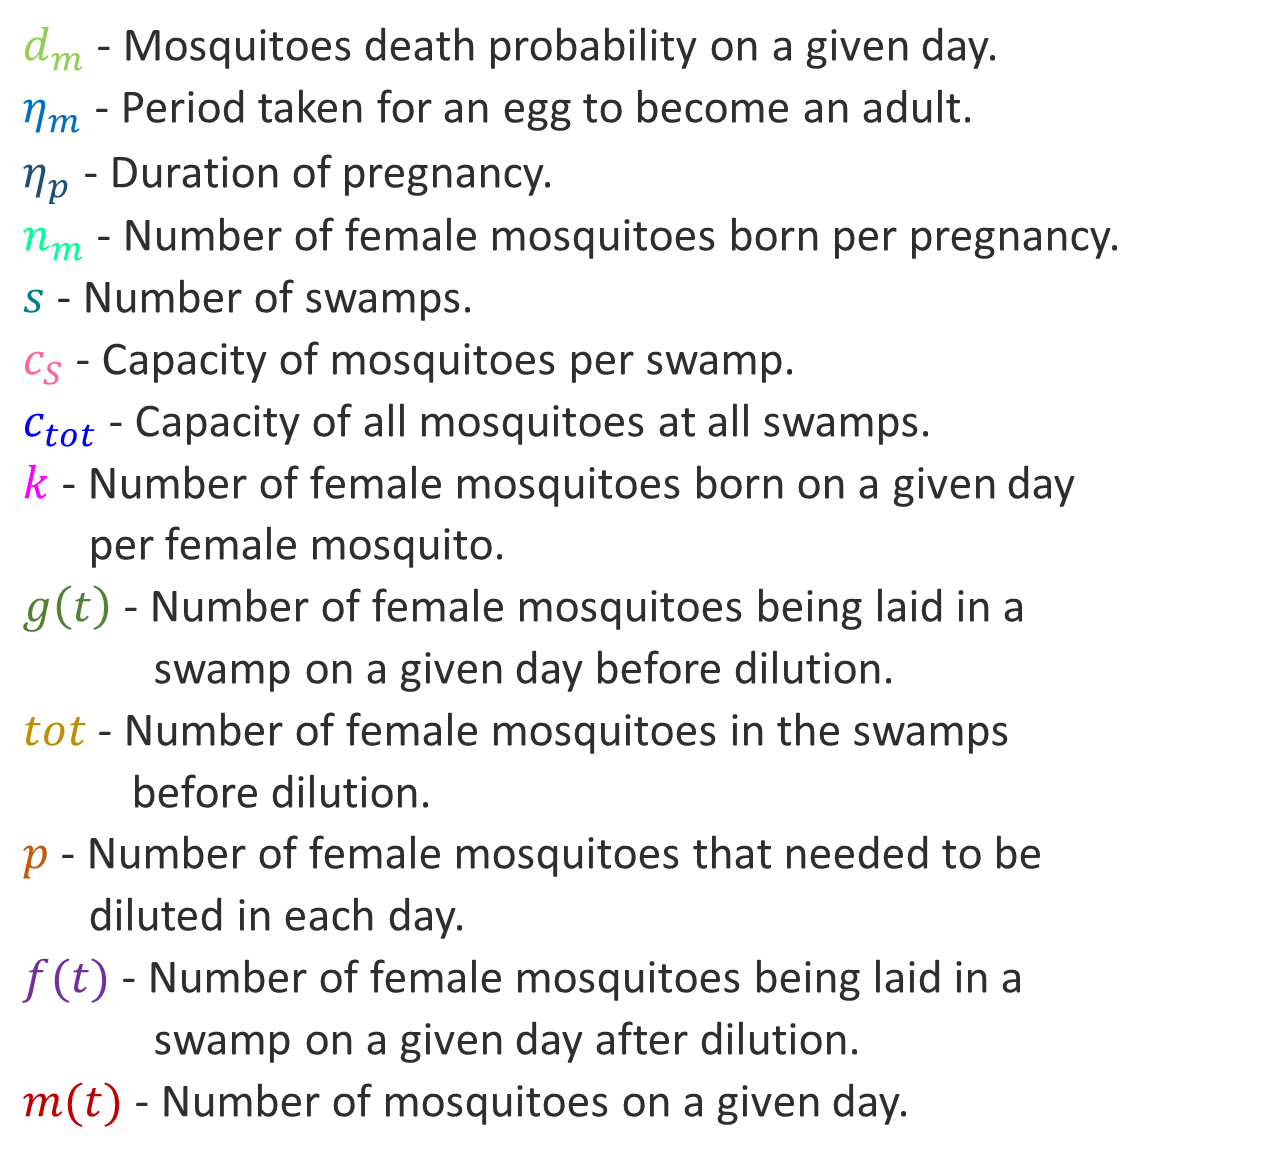 d_m - Mosquitoes death probability on a given day.
η_m - Period taken for an egg to become an adult.
η_p - Duration of pregnancy.
n_m - Number of female mosquitoes born per pregnancy.
s - Number of swamps.
c_S - Capacity of mosquitoes per swamp.
c_tot - Capacity of all mosquitoes at all swamps.
k - Number of female mosquitoes born on a given day
per female mosquito.
g(t) - Number of female mosquitoes being laid in a
swamp on a given day before dilution.
tot - Number of female mosquitoes in the swamps
before dilution.
p - Number of female mosquitoes that needed to be
diluted in each day.
f(t) - Number of female mosquitoes being laid in a
swamp on a given day after dilution.
m(t) - Number of mosquitoes on a given day.